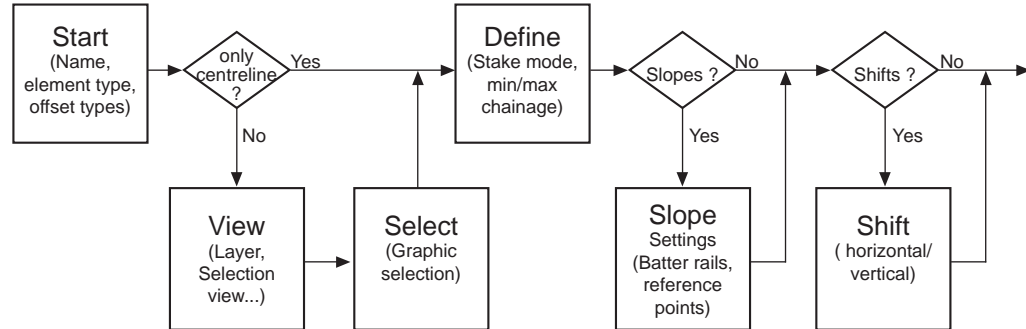 Start
(Name,
element type,
offset types)
only
centreline
?
Yes
No
View
(Layer,
Selection
view...)
Select
(Graphic
selection)
Define
(Stake mode,
min/max
chainage)
Slopes ?
No
Yes
Slope
Settings
(Batter rails,
reference
points)
Shifts ?
No
Yes
Shift
( horizontal/
vertical)